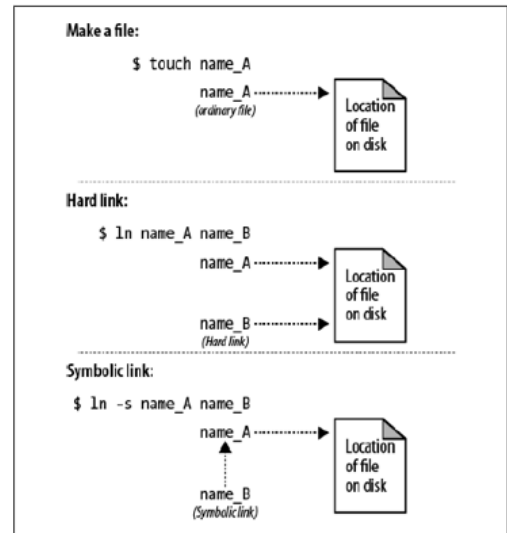 Make a file:
$ touch name_A
name_A
(ordinary file)
Location
of file
on disk
Hard link:
$ ln name_A name_B
name_A
name_B
(Hard link)
Location
of file
on disk
Symbolic link:
$ ln -s name_A name_B
name_A
name_B
(Symbolic link)
Location
of file
on disk